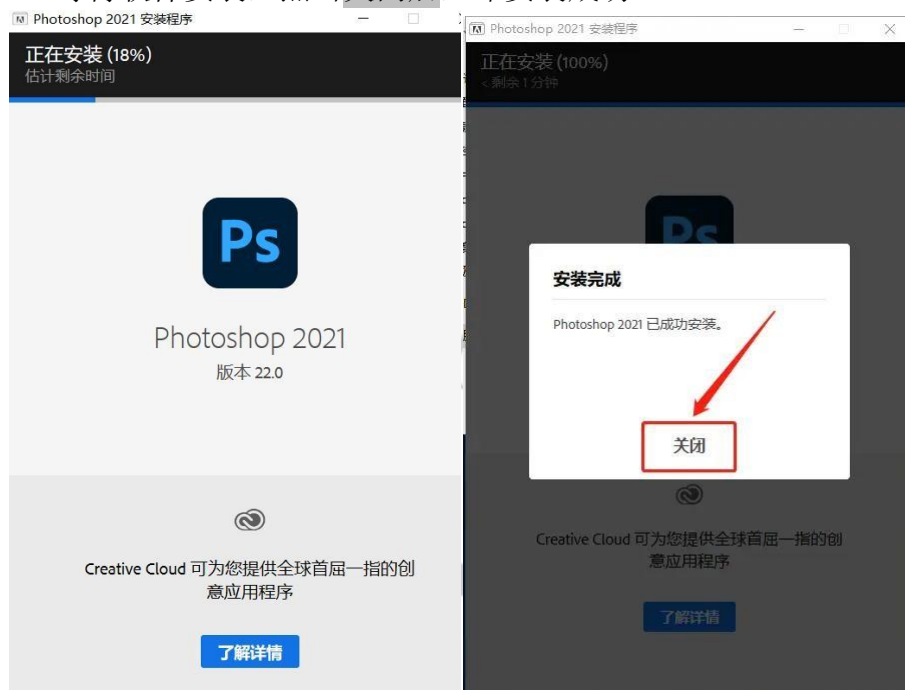 Photoshop 2021 安装程序
正在安装 (18%)
估计剩余时间
Ps
Photoshop 2021
版本 22.0
Creative Cloud 可为您提供全球首屈一指的创
意应用程序
了解详情
Photoshop 2021 安装程序
正在安装 (100%)
< 剩余 1 分钟
Ps
安装完成
Photoshop 2021 已成功安装。
关闭
Creative Cloud 可为您提供全球首屈一指的创
意应用程序
了解详情